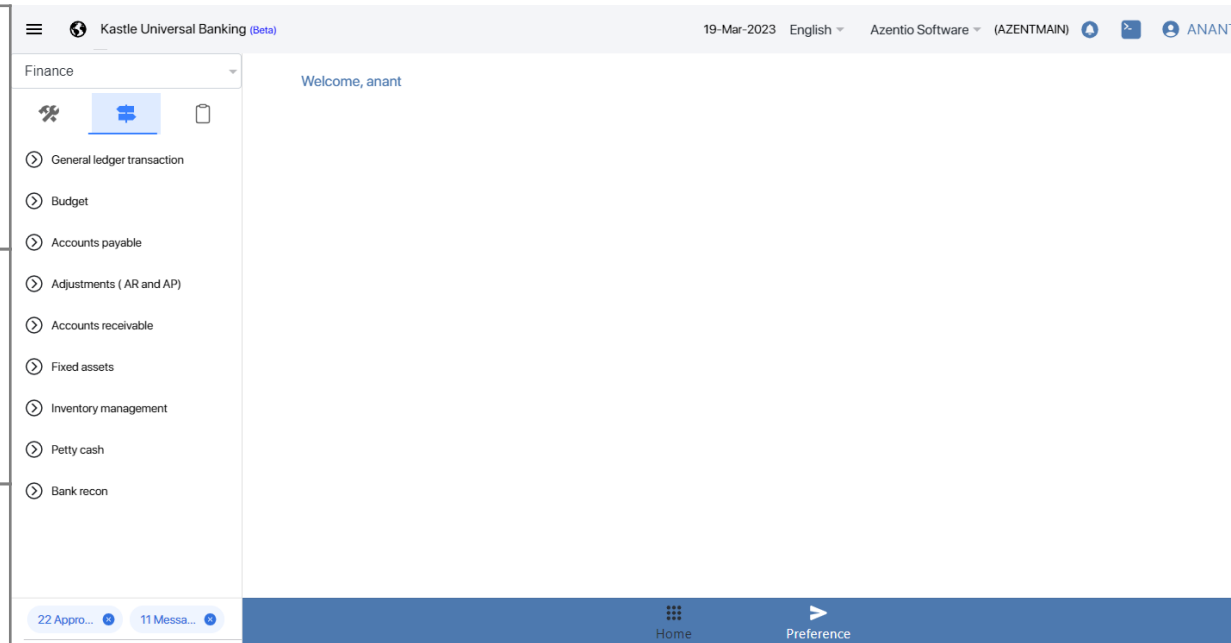 Kastle Universal Banking (Beta) 19-Mar-2023 English Azentio Software (AZENTMAIN) ANANT
Finance
Welcome, anant
General ledger transaction
Budget
Accounts payable
Adjustments ( AR and AP)
Accounts receivable
Fixed assets
Inventory management
Petty cash
Bank recon
22 Appro... 11 Messa...
Home Preference